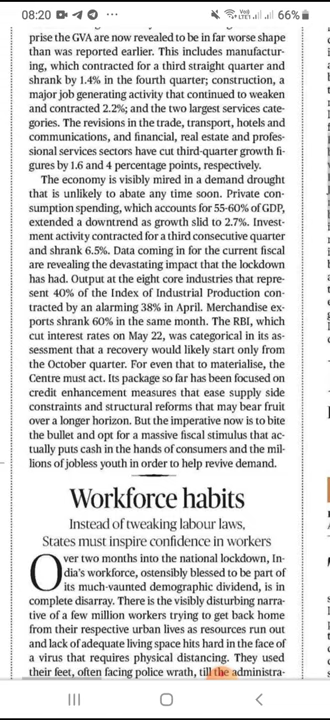 08:20
66%
prise the GVA are now revealed to be in far worse shape
than was reported earlier. This includes manufactur-
ing, which contracted for a third straight quarter and
shrank by 1.4% in the fourth quarter; construction, a
major job generating activity that continued to weaken
and contracted 2.2%; and the two largest services cate-
gories. The revisions in the trade, transport, hotels and
communications, and financial, real estate and profes-
sional services sectors have cut third-quarter growth fi-
gures by 1.6 and 4 percentage points, respectively.
The economy is visibly mired in a demand drought
that is unlikely to abate any time soon. Private con-
sumption spending, which accounts for 55-60% of GDP,
extended a downtrend as growth slid to 2.7%. Invest-
ment activity contracted for a third consecutive quarter
and shrank 6.5%. Data coming in for the current fiscal
are revealing the devastating impact that the lockdown
has had. Output at the eight core industries that repre-
sent 40% of the Index of Industrial Production con-
tracted by an alarming 38% in April. Merchandise ex-
ports shrank 60% in the same month. The RBI, which
cut interest rates on May 22, was categorical in its as-
sessment that a recovery would likely start only from
the October quarter. For even that to materialise, the
Centre must act. Its package so far has been focused on
credit enhancement measures that ease supply side
constraints and structural reforms that may bear fruit
over a longer horizon. But the imperative now is to bite
the bullet and opt for a massive fiscal stimulus that ac-
tually puts cash in the hands of consumers and the mil-
lions of jobless youth in order to help revive demand.
Workforce habits
Instead of tweaking labour laws,
States must inspire confidence in workers
Over two months into the national lockdown, In-
dia's workforce, ostensibly blessed to be part of
its much-vaunted demographic dividend, is in
complete disarray. There is the visibly disturbing narra-
tive of a few million workers trying to get back home
from their respective urban lives as resources run out
and lack of adequate living space hits hard in the face of
a virus that requires physical distancing. They used
their feet, often facing police wrath, till the administra-